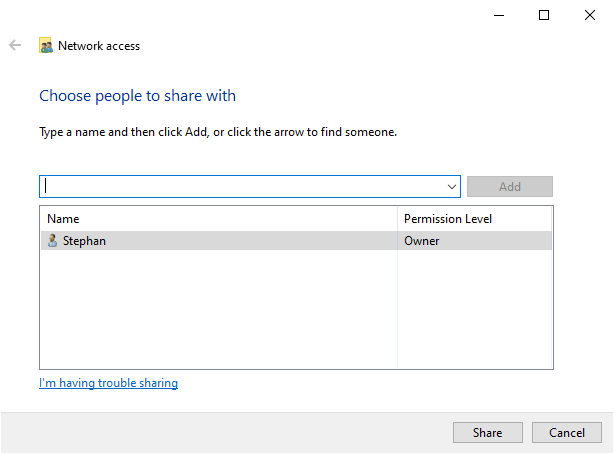 Network access
Choose people to share with
Type a name and then click Add, or click the arrow to find someone.
Add
Name Permission Level
Stephan Owner
I'm having trouble sharing
Share Cancel